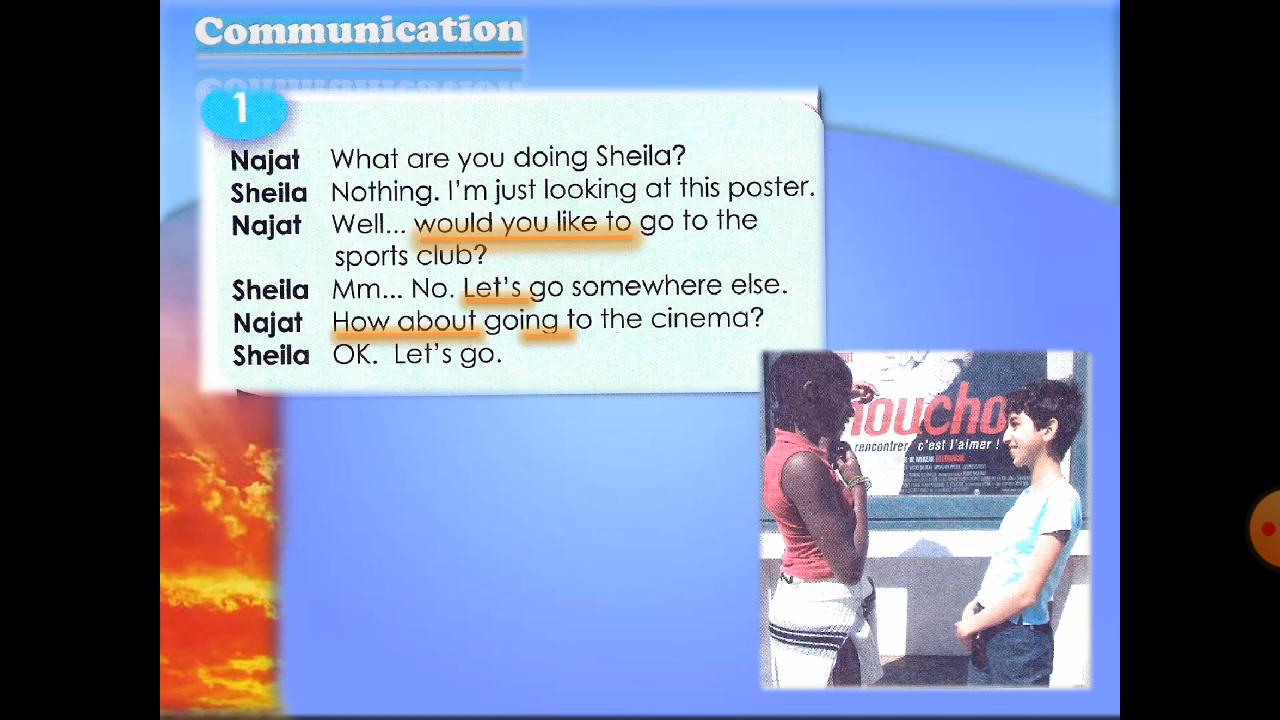 Communication
1
Najat What are you doing Sheila?
Sheila Nothing. I'm just looking at this poster.
Najat Well... would you like to go to the
sports club?
Sheila Mm... No. Let's go somewhere else.
Najat How about going to the cinema?
Sheila OK. Let's go.
oucho
rencontrer, c'est l'aimer !